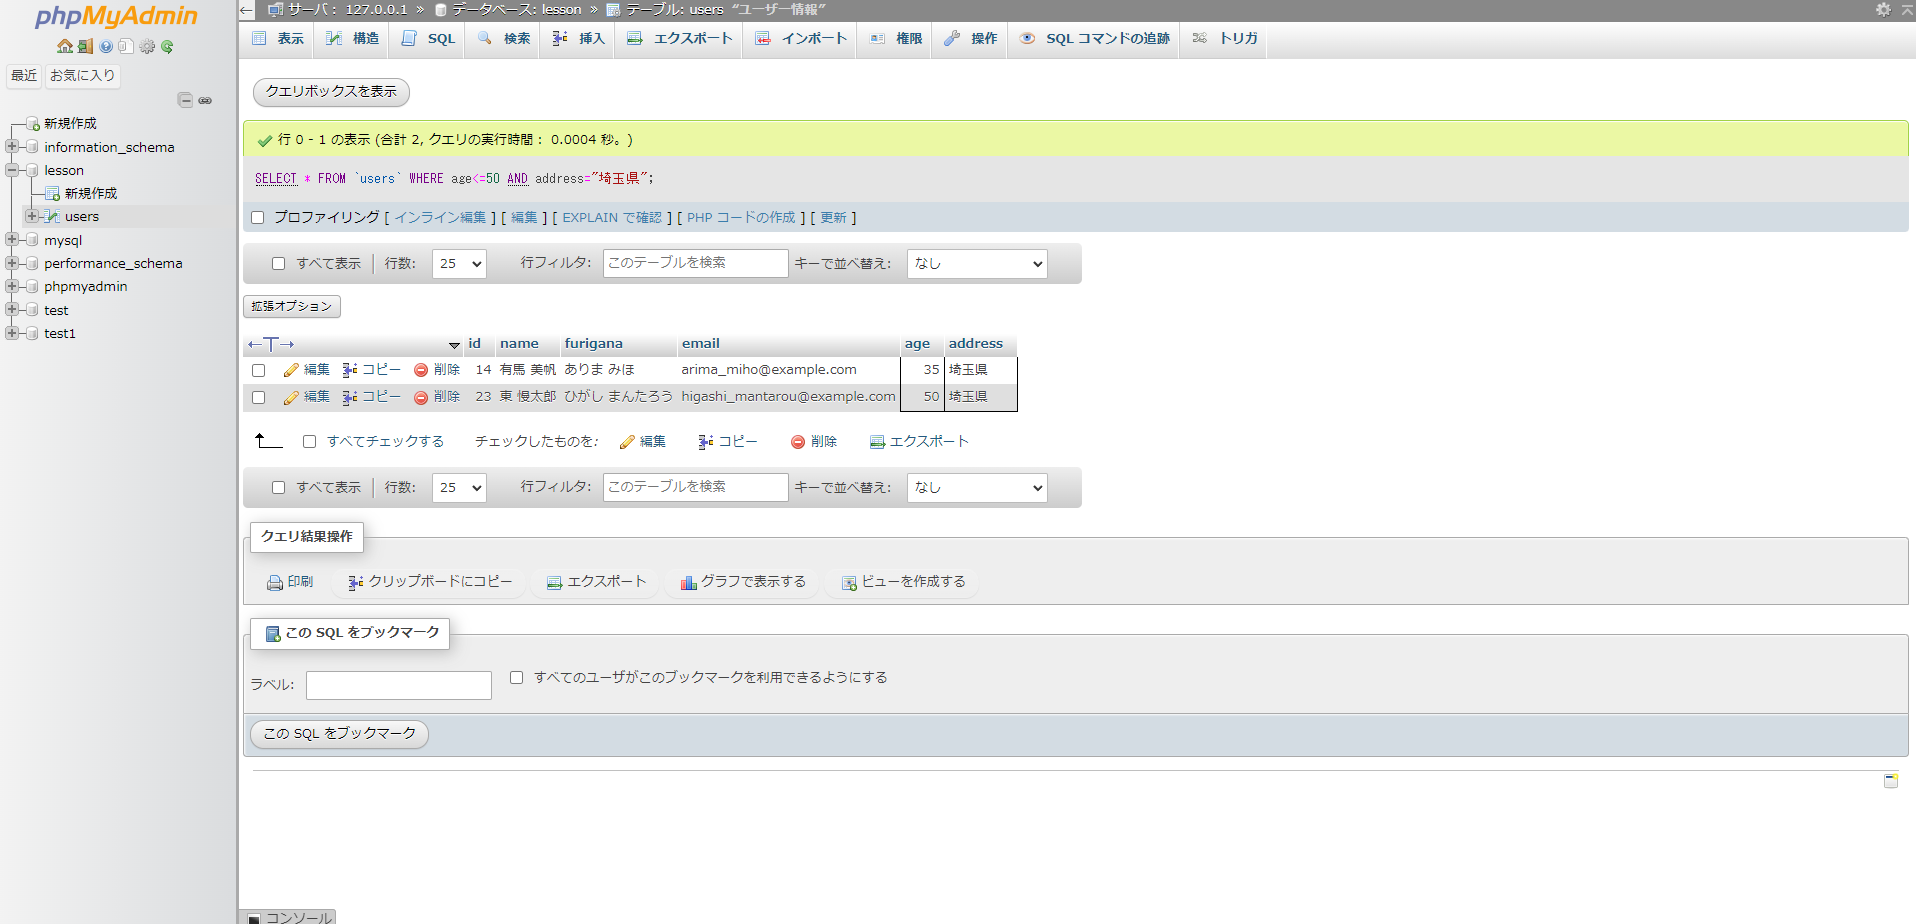 phpMyAdmin
最近 お気に入り
新規作成
information_schema
lesson
新規作成
users
mysql
performance_schema
phpmyadmin
test
test1
サーバ: 127.0.0.1 » データベース: lesson » テーブル: users “ユーザー情報”
表示 構造 SQL 検索 挿入 エクスポート インポート 権限 操作 SQL コマンドの追跡 トリガ
クエリボックスを表示
行 0 - 1 の表示 (合計 2, クエリの実行時間: 0.0004 秒。)
SELECT * FROM `users` WHERE age<=50 AND address="埼玉県";
プロファイリング [ インライン編集 ] [ 編集 ] [ EXPLAIN で確認 ] [ PHP コードの作成 ] [ 更新 ]
すべて表示 行数: 25 行フィルタ: このテーブルを検索 キーで並べ替え: なし
拡張オプション
←T→ id name furigana email age address
編集 コピー 削除 14 有馬 美帆 ありま みほ arima_miho@example.com 35 埼玉県
編集 コピー 削除 23 東 慢太郎 ひがし まんたろう higashi_mantarou@example.com 50 埼玉県
すべてチェックする チェックしたものを: 編集 コピー 削除 エクスポート
すべて表示 行数: 25 行フィルタ: このテーブルを検索 キーで並べ替え: なし
クエリ結果操作
印刷 クリップボードにコピー エクスポート グラフで表示する ビューを作成する
この SQL をブックマーク
ラベル: すべてのユーザがこのブックマークを利用できるようにする
この SQL をブックマーク
コンソール